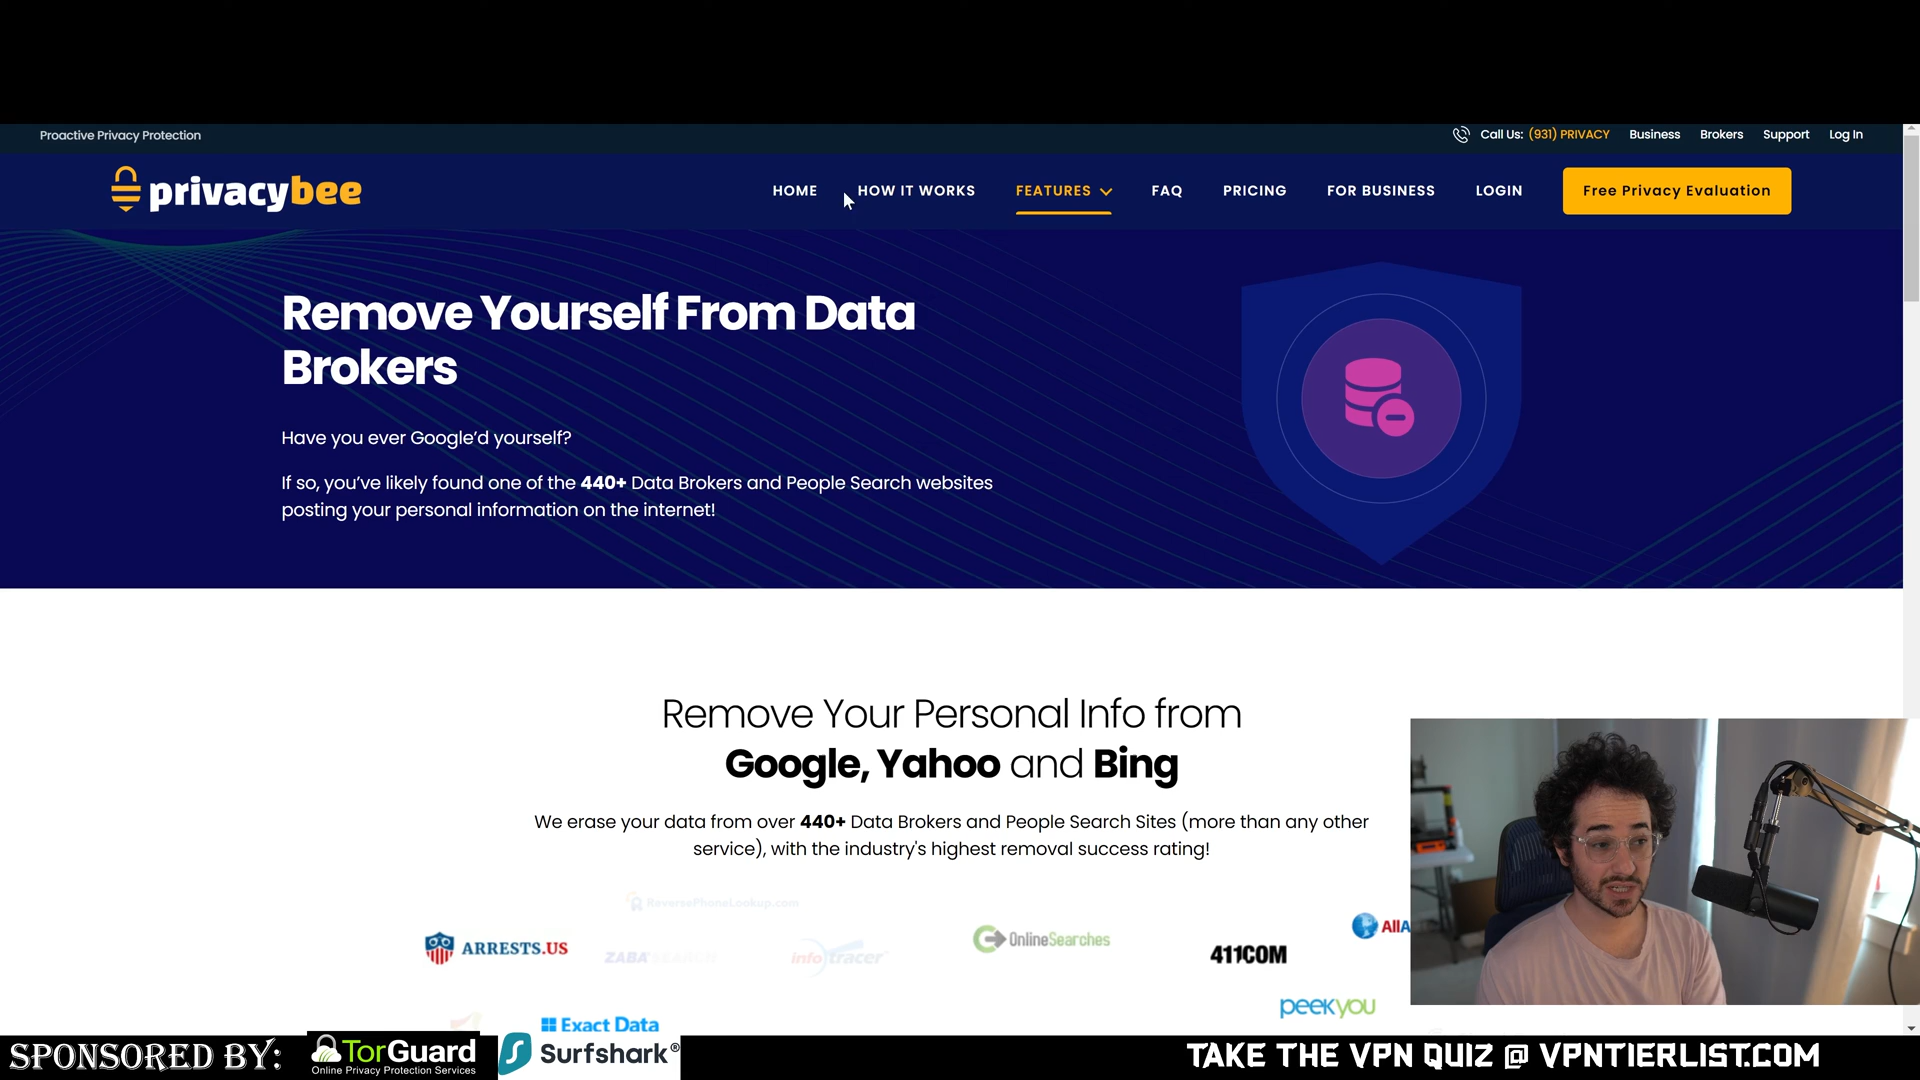 Proactive Privacy Protection
Call Us: (931) PRIVACY Business Brokers Support Log In
privacybee
HOME HOW IT WORKS FEATURES FAQ PRICING FOR BUSINESS LOGIN Free Privacy Evaluation
Remove Yourself From Data
Brokers
Have you ever Google'd yourself?
If so, you've likely found one of the 440+ Data Brokers and People Search websites
posting your personal information on the internet!
Remove Your Personal Info from
Google, Yahoo and Bing
We erase your data from over 440+ Data Brokers and People Search Sites (more than any other
service), with the industry's highest removal success rating!
ReversePhoneLookup.com
ARRESTS.US
ZABASEARCH
infotracer
OnlineSearches
411COM
AllA
peekyou
Exact Data
SPONSORED BY: TorGuard
Online Privacy Protection Services
Surfshark®
TAKE THE VPN QUIZ @ VPNTIERLIST.COM